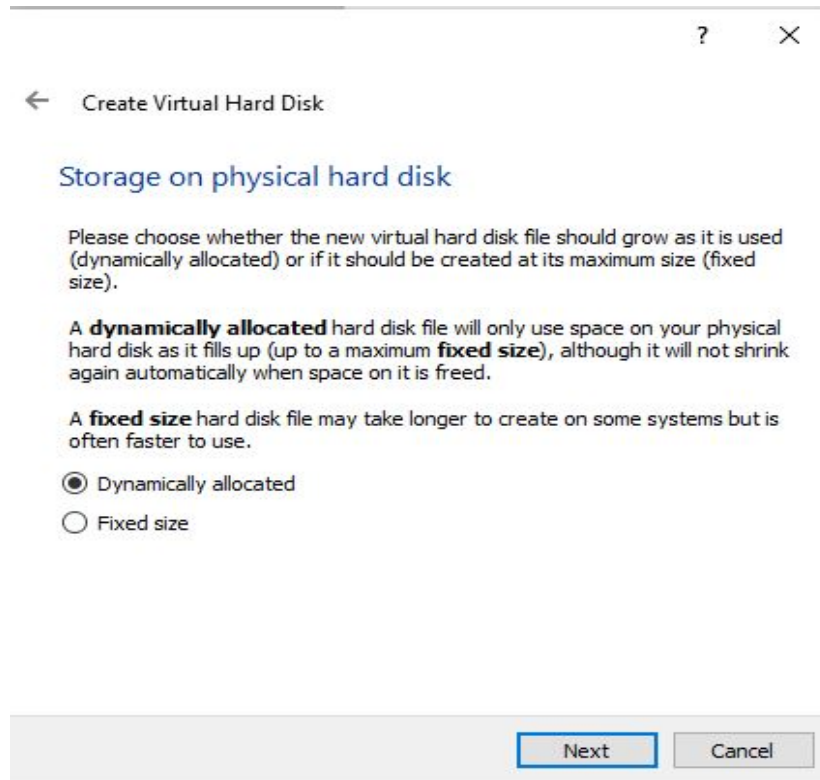 ?
Create Virtual Hard Disk
Storage on physical hard disk
Please choose whether the new virtual hard disk file should grow as it is used
(dynamically allocated) or if it should be created at its maximum size (fixed
size).
A dynamically allocated hard disk file will only use space on your physical
hard disk as it fills up (up to a maximum fixed size), although it will not shrink
again automatically when space on it is freed.
A fixed size hard disk file may take longer to create on some systems but is
often faster to use.
Dynamically allocated
Fixed size
Next Cancel